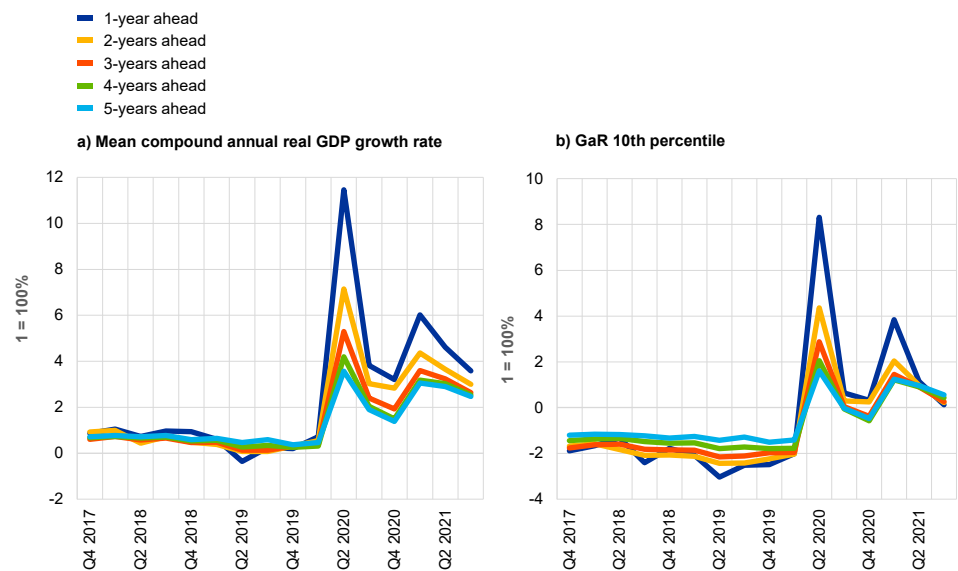 1-year ahead
2-years ahead
3-years ahead
4-years ahead
5-years ahead
a) Mean compound annual real GDP growth rate
12
10
8
6
4
2
0
-2
1 = 100%
Q4 2017
Q2 2018
Q4 2018
Q2 2019
Q4 2019
Q2 2020
Q4 2020
Q2 2021
b) GaR 10th percentile
10
8
6
4
2
0
-2
-4
1 = 100%
Q4 2017
Q2 2018
Q4 2018
Q2 2019
Q4 2019
Q2 2020
Q4 2020
Q2 2021